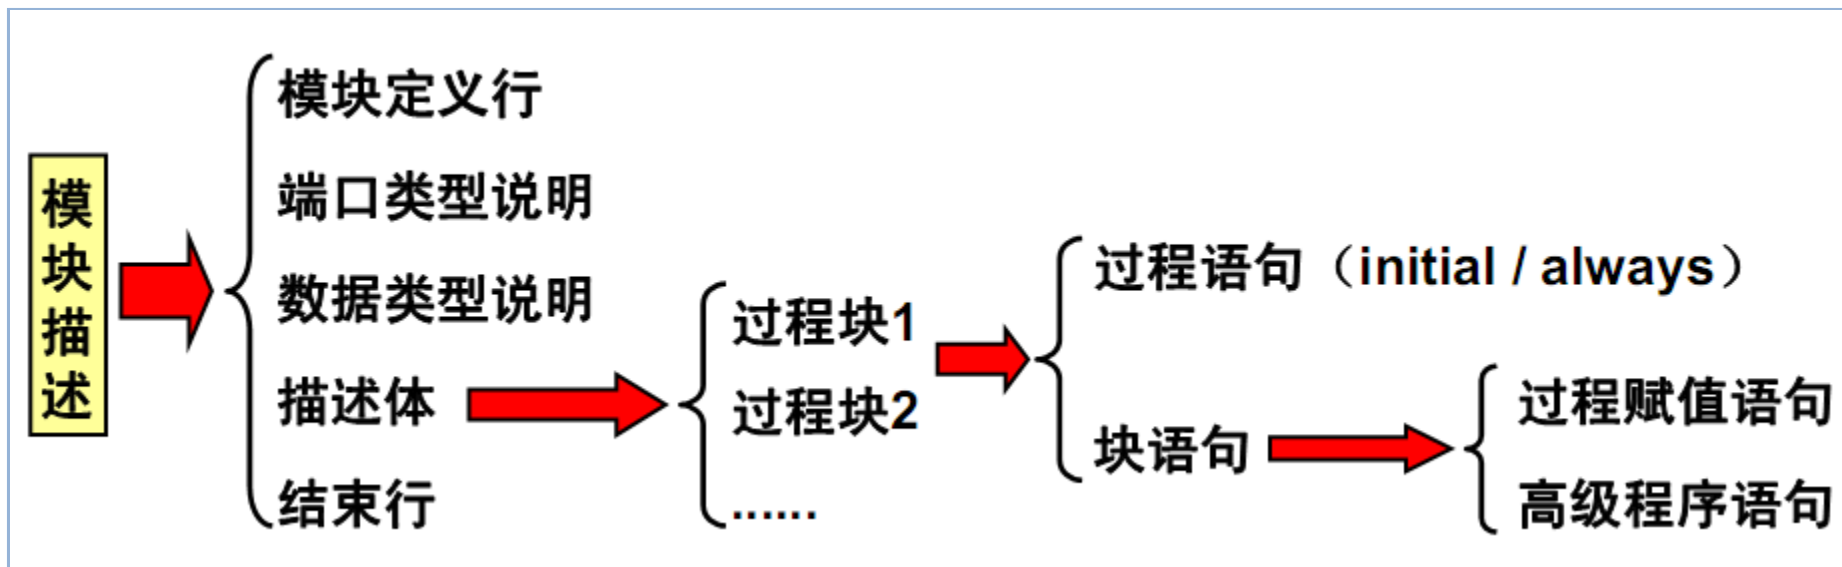 模块描述
模块定义行
端口类型说明
数据类型说明
描述体
结束行
过程块1
过程块2
......
过程语句（initial / always）
块语句
过程赋值语句
高级程序语句